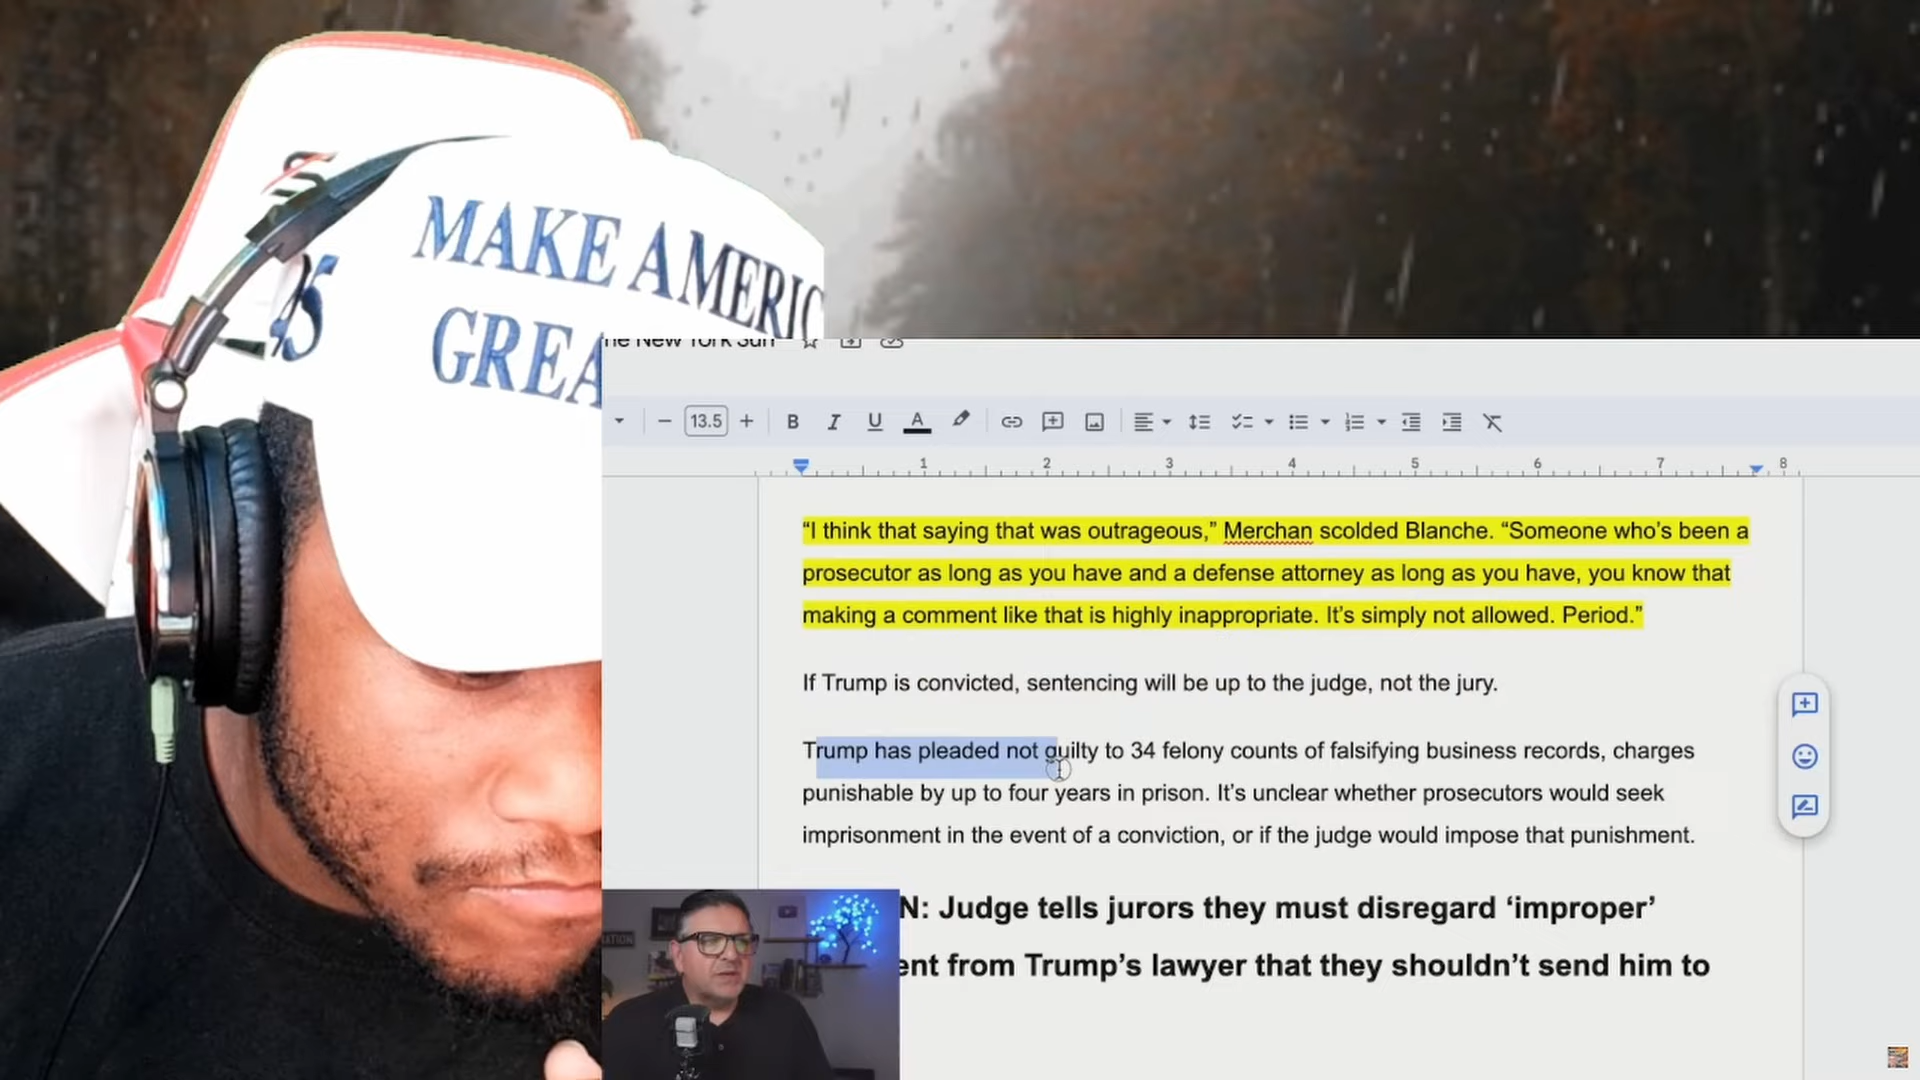 MAKE AMERIC
GREA
45
The New York Sun
13.5
1 2 3 4 5 6 7 8
“I think that saying that was outrageous,” Merchan scolded Blanche. “Someone who’s been a
prosecutor as long as you have and a defense attorney as long as you have, you know that
making a comment like that is highly inappropriate. It’s simply not allowed. Period.”
If Trump is convicted, sentencing will be up to the judge, not the jury.
Trump has pleaded not guilty to 34 felony counts of falsifying business records, charges
punishable by up to four years in prison. It’s unclear whether prosecutors would seek
imprisonment in the event of a conviction, or if the judge would impose that punishment.
N: Judge tells jurors they must disregard ‘improper’
ent from Trump’s lawyer that they shouldn’t send him to